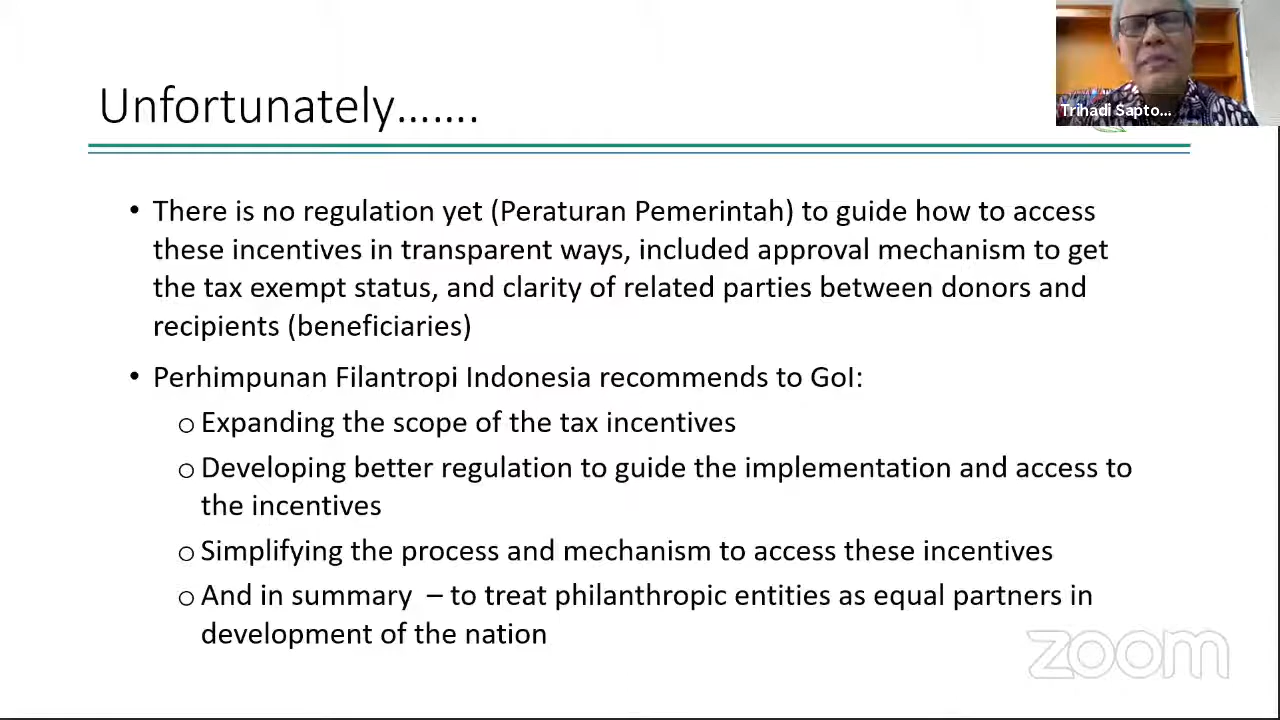 Unfortunately.......
Trihadi Sapto...
• There is no regulation yet (Peraturan Pemerintah) to guide how to access
these incentives in transparent ways, included approval mechanism to get
the tax exempt status, and clarity of related parties between donors and
recipients (beneficiaries)
• Perhimpunan Filantropi Indonesia recommends to GoI:
o Expanding the scope of the tax incentives
o Developing better regulation to guide the implementation and access to
the incentives
o Simplifying the process and mechanism to access these incentives
o And in summary – to treat philanthropic entities as equal partners in
development of the nation
zoom